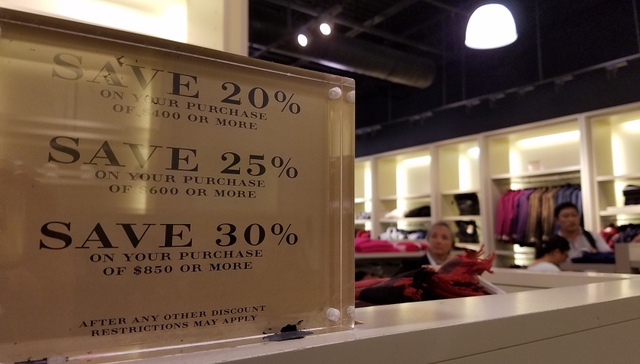 SAVE 20%
ON YOUR PURCHASE
OF $400 OR MORE
SAVE 25%
ON YOUR PURCHASE
OF $600 OR MORE
SAVE 30%
ON YOUR PURCHASE
OF $850 OR MORE
AFTER ANY OTHER DISCOUNT
RESTRICTIONS MAY APPLY